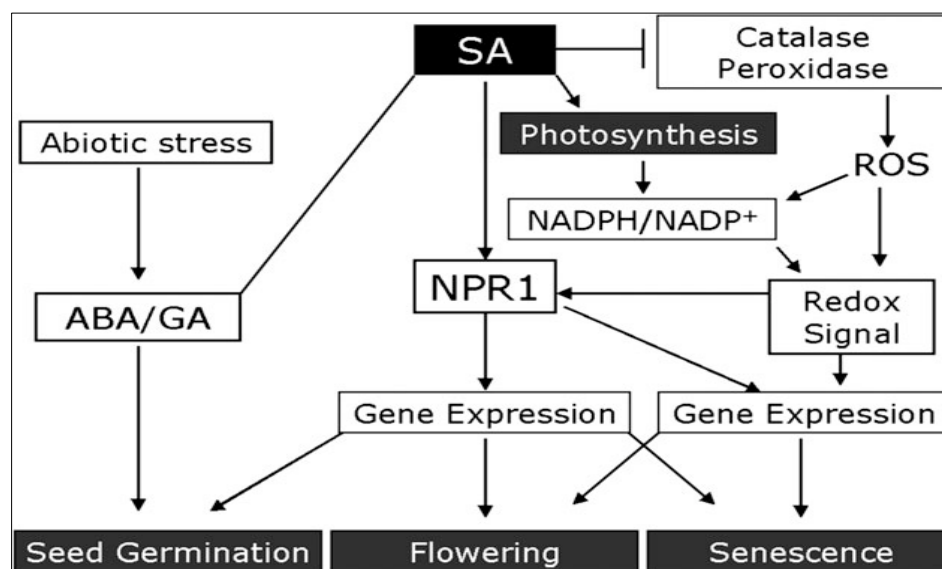 SA
Catalase
Peroxidase
Abiotic stress
Photosynthesis
ROS
NADPH/NADP⁺
ABA/GA
NPR1
Redox
Signal
Gene Expression
Gene Expression
Seed Germination
Flowering
Senescence